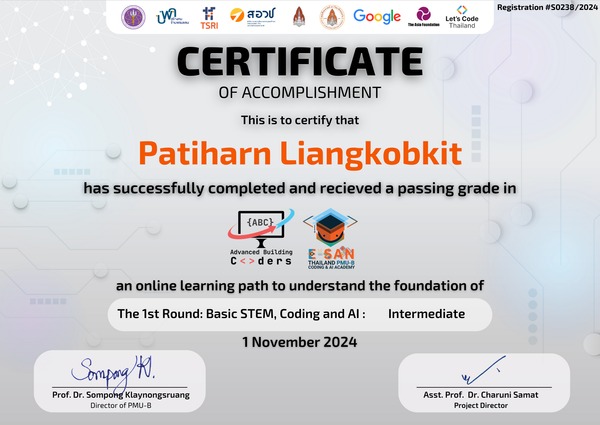 Registration #S0238/2024
TSRI
สอวช
Google
The Asia Foundation
Let's Code
Thailand
CERTIFICATE
OF ACCOMPLISHMENT
This is to certify that
Patiharn Liangkobkit
has successfully completed and recieved a passing grade in
{ABC}
Advanced Building
C<>ders
E-SAN
THAILAND PMU-B
CODING & AI ACADEMY
an online learning path to understand the foundation of
The 1st Round: Basic STEM, Coding and AI : Intermediate
1 November 2024
Sompong Kl.
Prof. Dr. Sompong Klaynongsruang
Director of PMU-B
Asst. Prof. Dr. Charuni Samat
Project Director